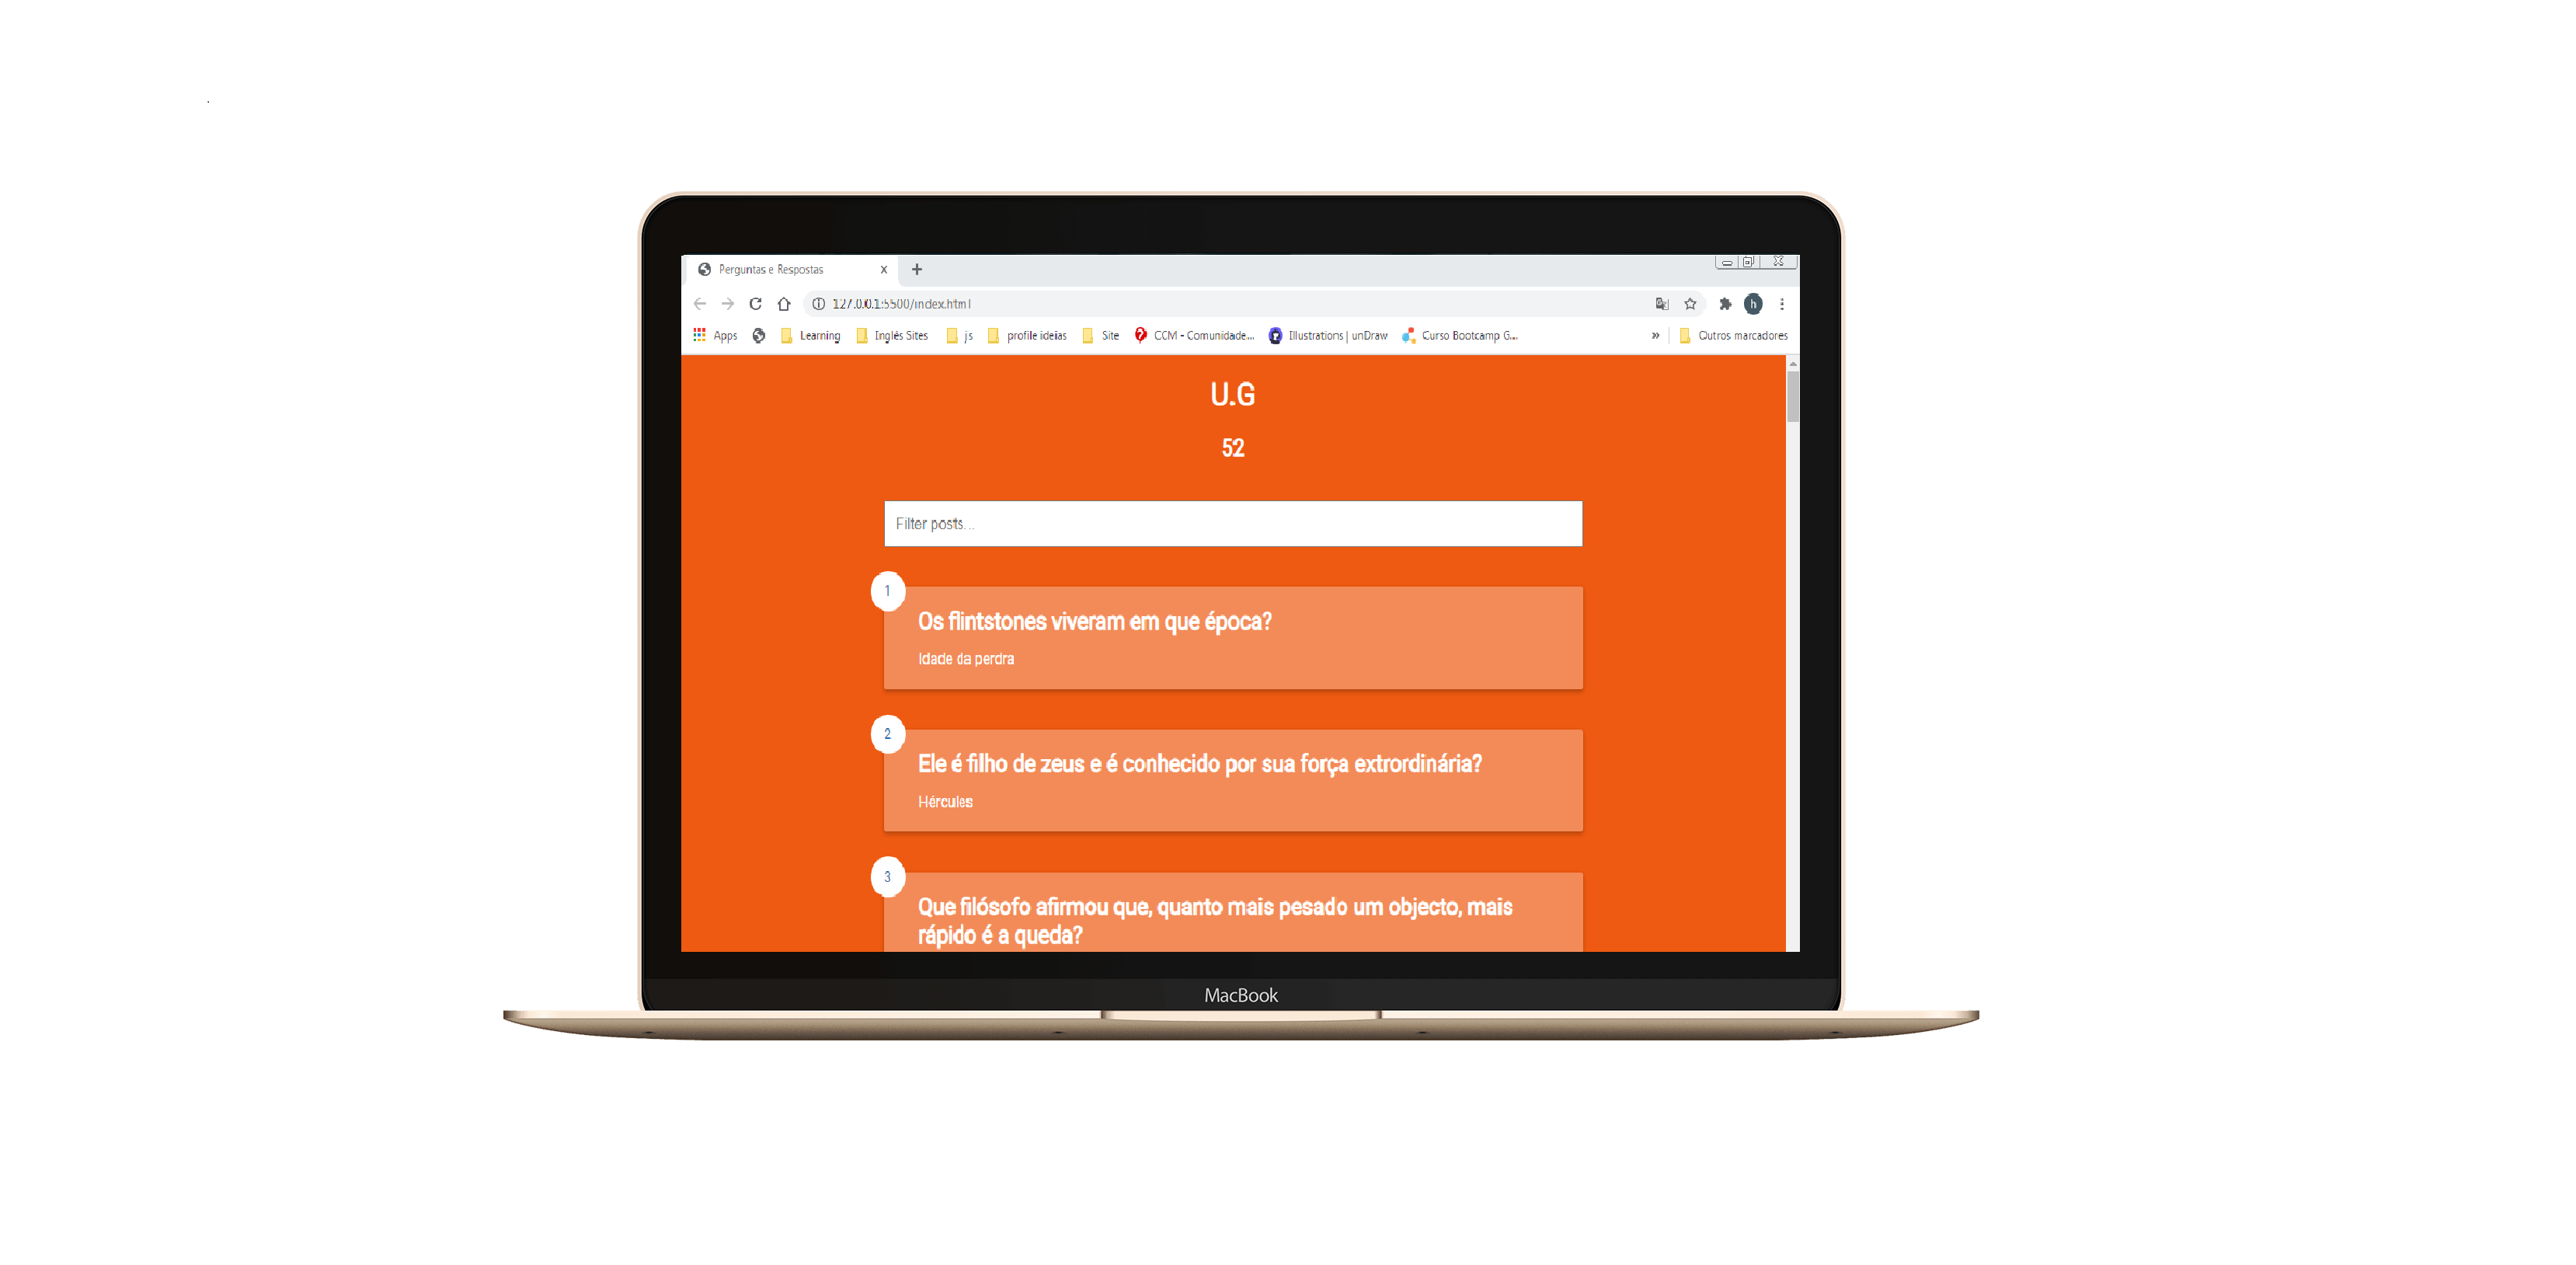 Perguntas e Respostas
127.0.0.1:5500/index.html
h
Apps Learning Inglês Sites js profile ideias Site CCM - Comunidade... Illustrations | unDraw Curso Bootcamp G... » Outros marcadores
U.G
52
Filter posts...
1
Os flintstones viveram em que época?
Idade da perdra
2
Ele é filho de zeus e é conhecido por sua força extrordinária?
Hércules
3
Que filósofo afirmou que, quanto mais pesado um objecto, mais
rápido é a queda?
MacBook